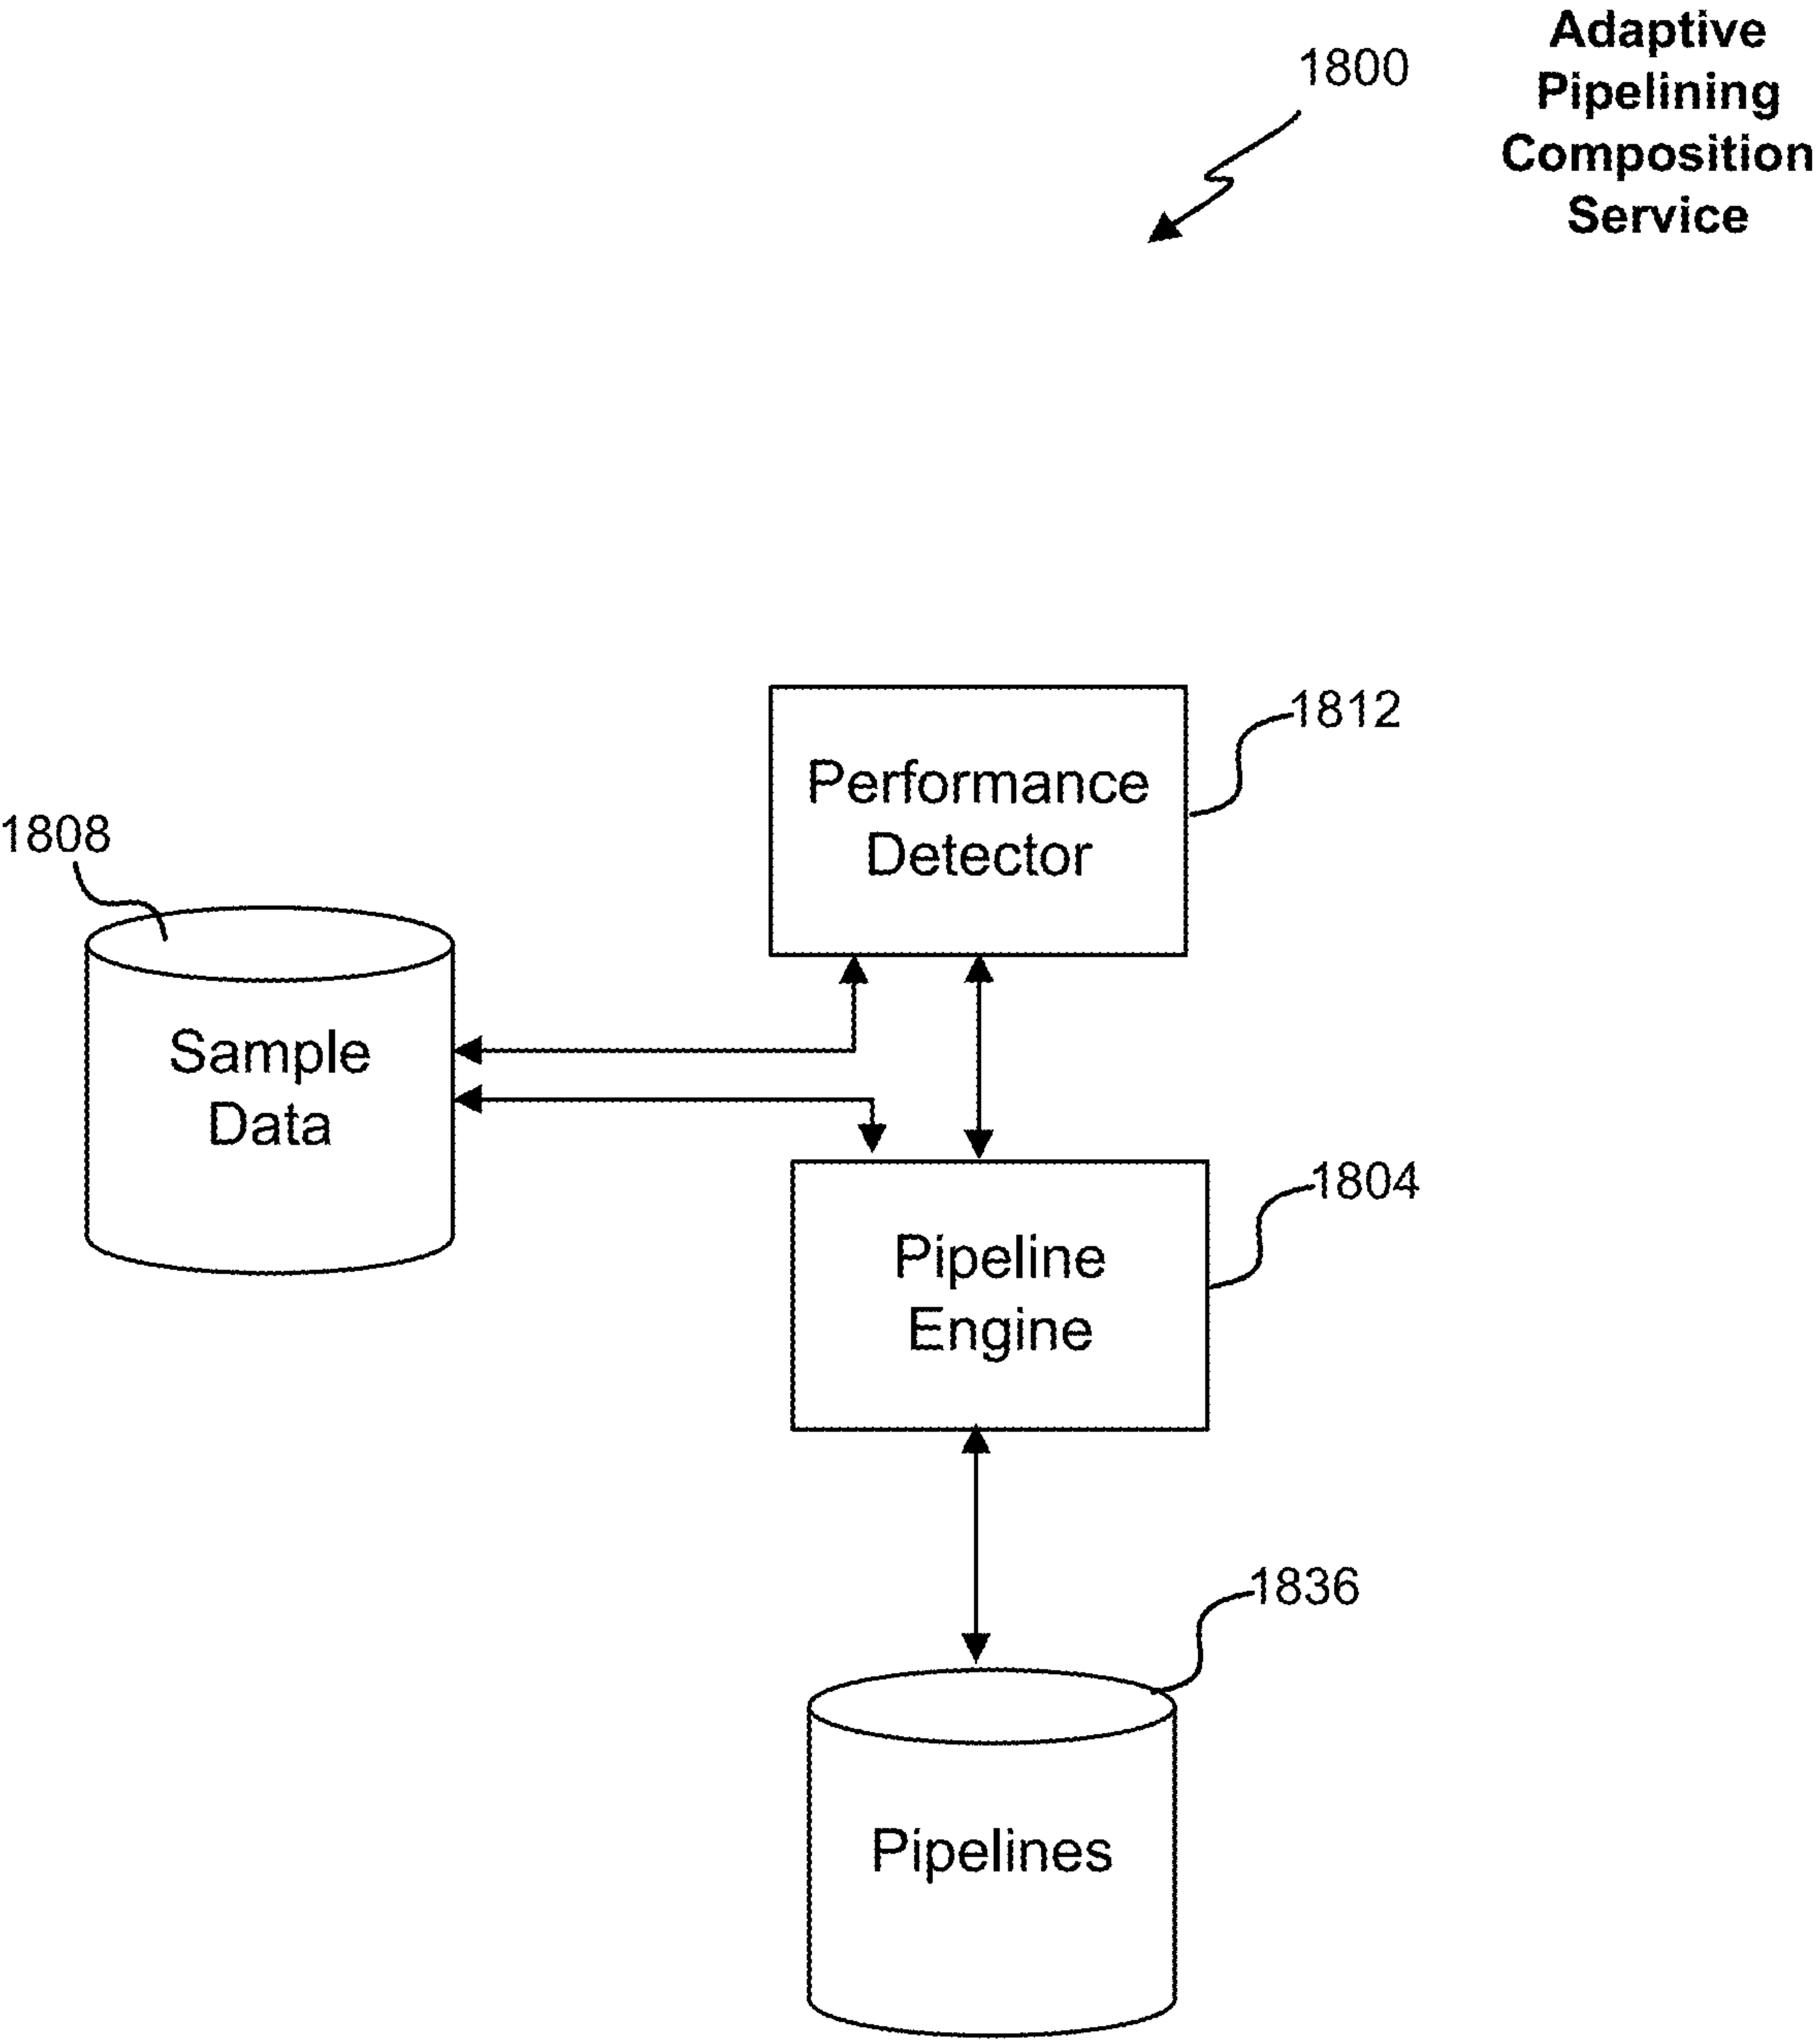 Adaptive
Pipelining
Composition
Service
1800
1812
Performance
Detector
1808
Sample
Data
1804
Pipeline
Engine
1836
Pipelines